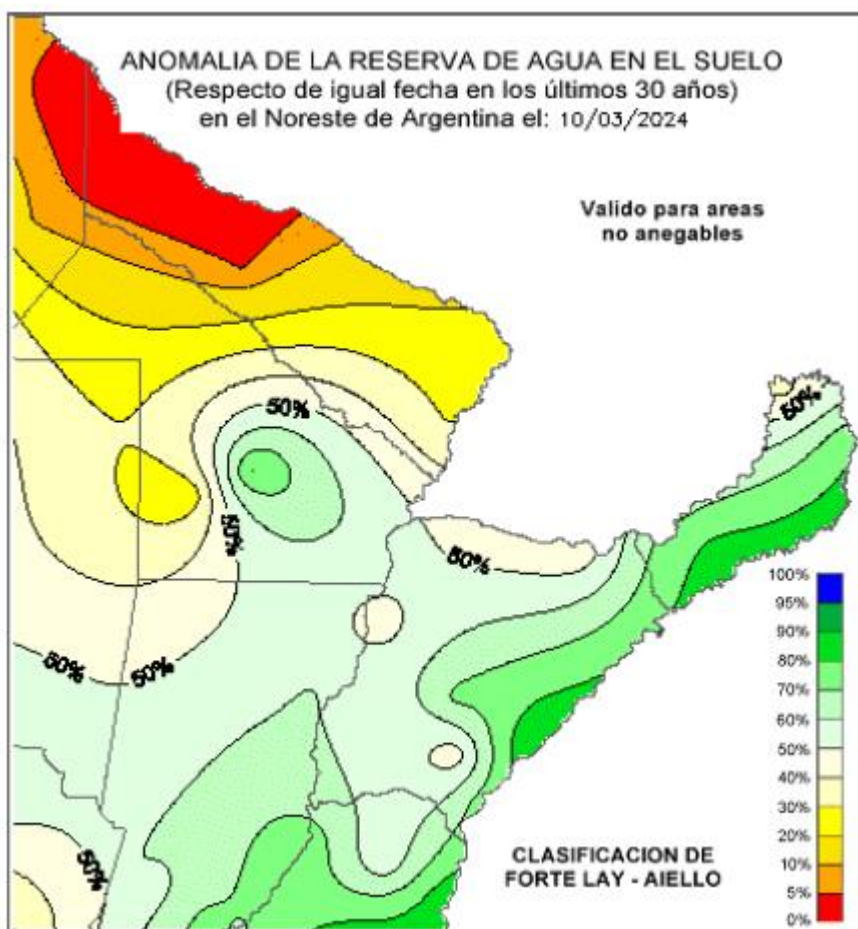 ANOMALIA DE LA RESERVA DE AGUA EN EL SUELO
(Respecto de igual fecha en los últimos 30 años)
en el Noreste de Argentina el: 10/03/2024
Valido para areas
no anegables
50%
50%
50%
50%
50%
50%
50%
100%
95%
90%
80%
70%
60%
50%
40%
30%
20%
10%
5%
0%
CLASIFICACION DE
FORTE LAY - AIELLO